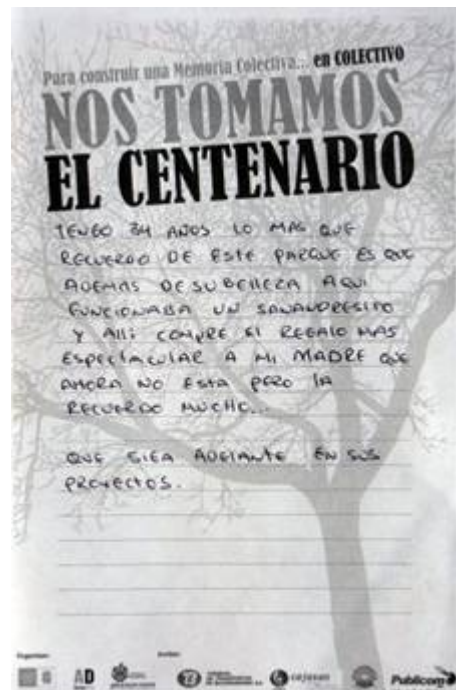 Para construir una Memoria Colectiva... en COLECTIVO
NOS TOMAMOS
EL CENTENARIO
TENGO 34 AÑOS LO MAS QUE
RECUERDO DE ESTE PARQUE ES QUE
ADEMAS DE SU BELLEZA AQUI
FUNCIONABA UN SANANDRESITO
Y ALLI COMPRE EL REGALO MAS
ESPECTACULAR A MI MADRE QUE
AHORA NO ESTA PERO LA
RECUERDO MUCHO...
QUE SIGA ADELANTE EN SUS
PROYECTOS.
AD
cajasan
Publicom